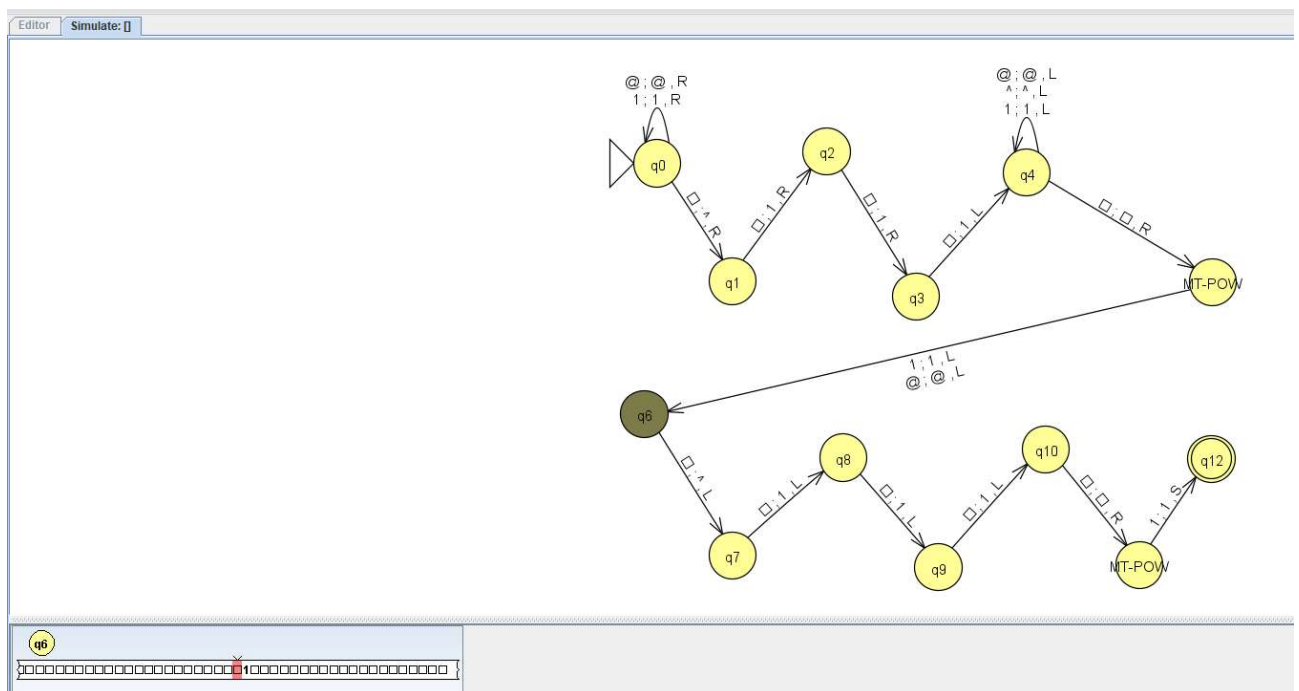 Editor Simulate: []
@ ; @ , R
1 ; 1 , R
@ ; @ , L
^ ; ^ , L
1 ; 1 , L
q0
q2
q4
□ ; ^ , R
□ ; 1 , R
□ ; 1 , R
□ ; 1 , L
□ ; □ , R
q1
q3
MT-POW
1 ; 1 , L
@ ; @ , L
q6
q8
q10
q12
□ ; ^ , L
□ ; 1 , L
□ ; 1 , L
□ ; 1 , L
□ ; □ , R
1 ; 1 , S
q7
q9
MT-POW
q6
□□□□□□□□□□□□□□□□□□□□□□□1□□□□□□□□□□□□□□□□□□□□□